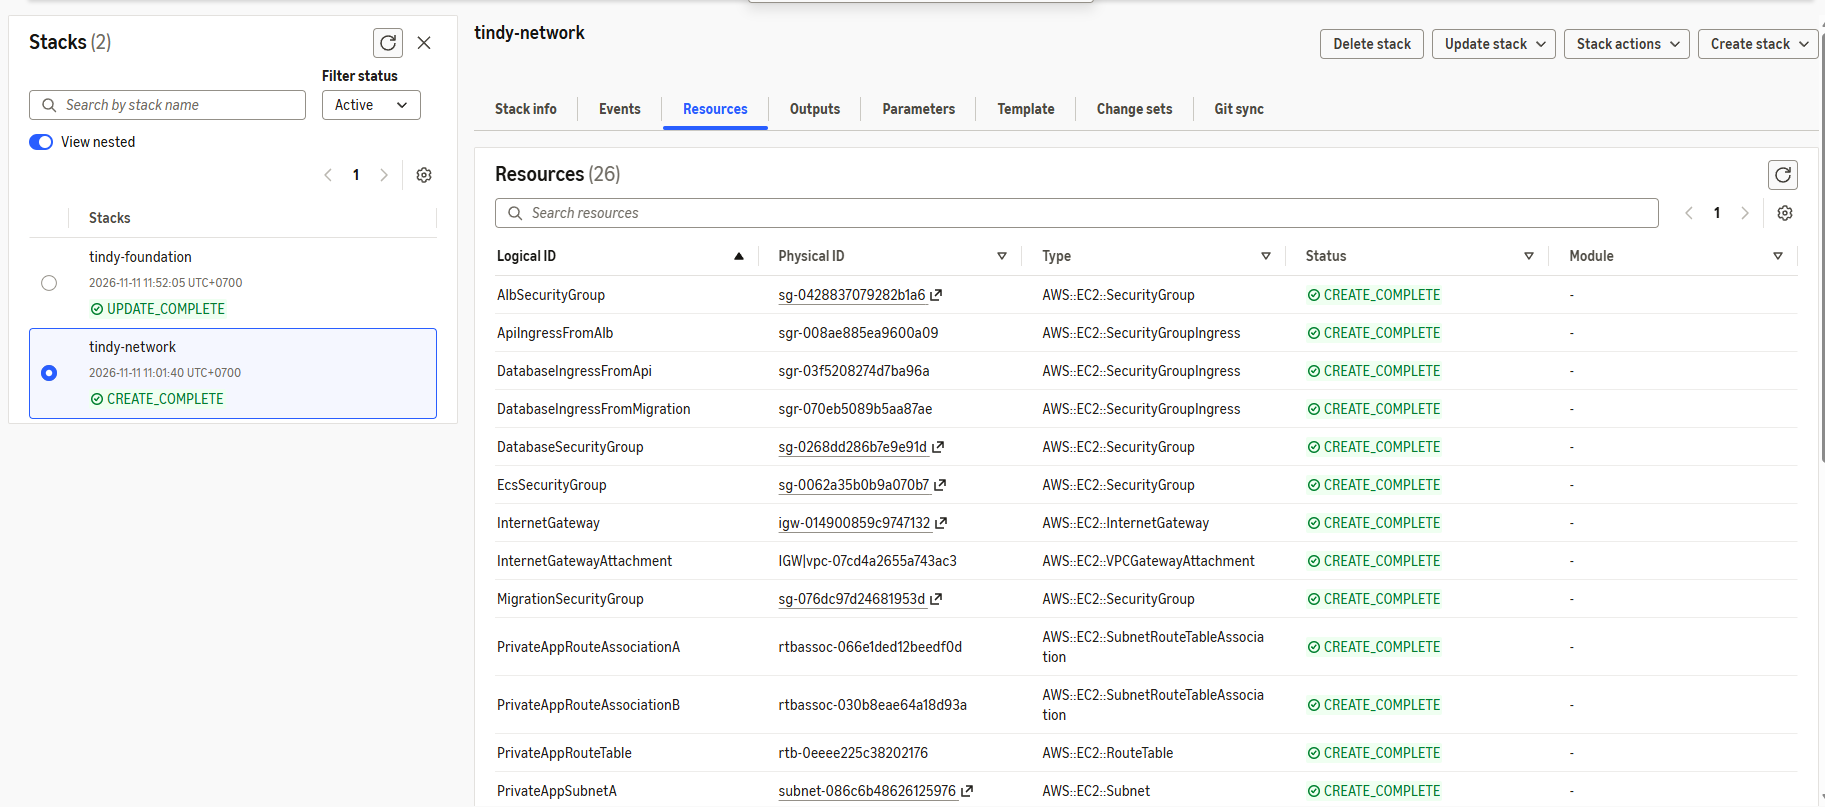 Stacks (2)
Filter status
Search by stack name
Active
View nested
1
Stacks
tindy-foundation
2026-11-11 11:52:05 UTC+0700
UPDATE_COMPLETE
tindy-network
2026-11-11 11:01:40 UTC+0700
CREATE_COMPLETE
tindy-network
Delete stack Update stack Stack actions Create stack
Stack info Events Resources Outputs Parameters Template Change sets Git sync
Resources (26)
Search resources
1
Logical ID Physical ID Type Status Module
AlbSecurityGroup sg-0428837079282b1a6 AWS::EC2::SecurityGroup CREATE_COMPLETE -
ApiIngressFromAlb sgr-008ae885ea9600a09 AWS::EC2::SecurityGroupIngress CREATE_COMPLETE -
DatabaseIngressFromApi sgr-03f5208274d7ba96a AWS::EC2::SecurityGroupIngress CREATE_COMPLETE -
DatabaseIngressFromMigration sgr-070eb5089b5aa87ae AWS::EC2::SecurityGroupIngress CREATE_COMPLETE -
DatabaseSecurityGroup sg-0268dd286b7e9e91d AWS::EC2::SecurityGroup CREATE_COMPLETE -
EcsSecurityGroup sg-0062a35b0b9a070b7 AWS::EC2::SecurityGroup CREATE_COMPLETE -
InternetGateway igw-014900859c9747132 AWS::EC2::InternetGateway CREATE_COMPLETE -
InternetGatewayAttachment IGW|vpc-07cd4a2655a743ac3 AWS::EC2::VPCGatewayAttachment CREATE_COMPLETE -
MigrationSecurityGroup sg-076dc97d24681953d AWS::EC2::SecurityGroup CREATE_COMPLETE -
PrivateAppRouteAssociationA rtbassoc-066e1ded12beedf0d AWS::EC2::SubnetRouteTableAssocia
tion CREATE_COMPLETE -
PrivateAppRouteAssociationB rtbassoc-030b8eae64a18d93a AWS::EC2::SubnetRouteTableAssocia
tion CREATE_COMPLETE -
PrivateAppRouteTable rtb-0eeee225c38202176 AWS::EC2::RouteTable CREATE_COMPLETE -
PrivateAppSubnetA subnet-086c6b48626125976 AWS::EC2::Subnet CREATE_COMPLETE -